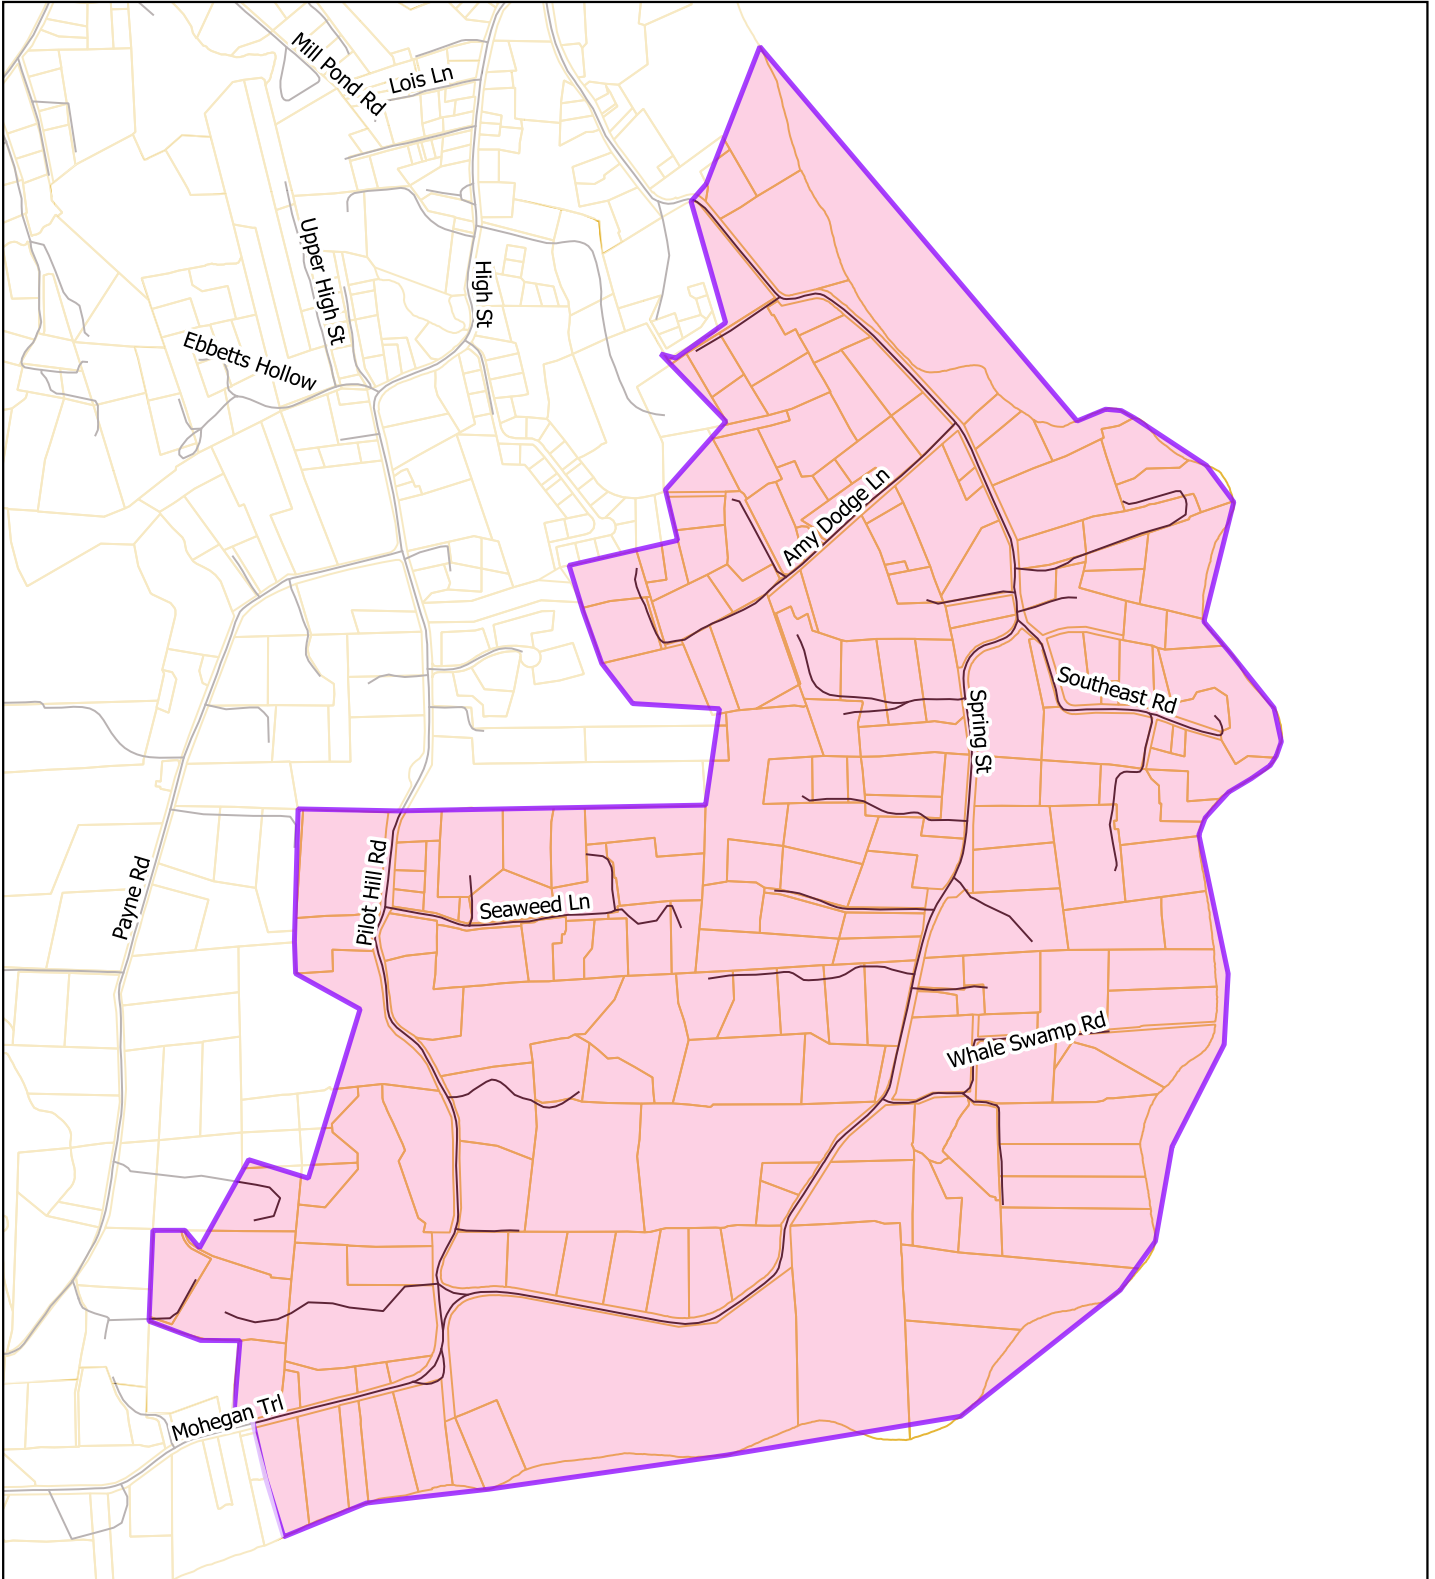 Mill Pond Rd
Lois Ln
Upper High St
High St
Ebbetts Hollow
Amy Dodge Ln
Southeast Rd
Spring St
Payne Rd
Pilot Hill Rd
Seaweed Ln
Whale Swamp Rd
Mohegan Trl